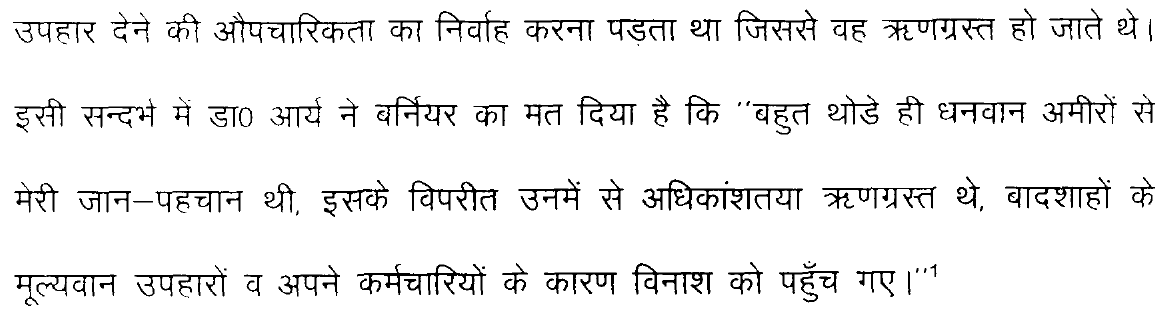 उपहार देने की औपचारिकता का निर्वाह करना पड़ता था जिससे वह ऋणग्रस्त हो जाते थे।
इसी सन्दर्भ में डा0 आर्य ने बर्नियर का मत दिया है कि ''बहुत थोडे ही धनवान अमीरों से
मेरी जान–पहचान थी, इसके विपरीत उनमें से अधिकांशतया ऋणग्रस्त थे, बादशाहों के
मूल्यवान उपहारों व अपने कर्मचारियों के कारण विनाश को पहुँच गए।''1